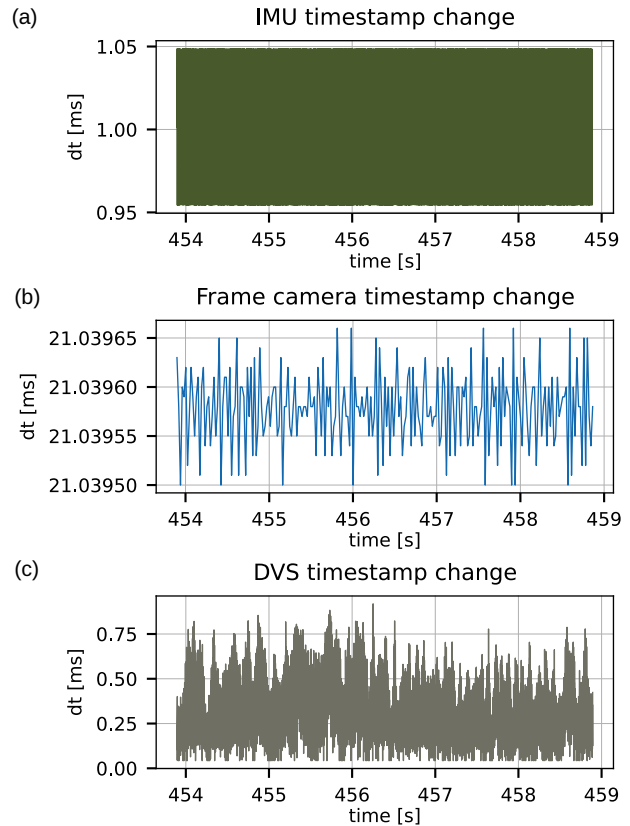 (a)
IMU timestamp change
1.05
1.00
0.95
dt [ms]
454 455 456 457 458 459
time [s]
(b)
Frame camera timestamp change
21.03965
21.03960
21.03955
21.03950
dt [ms]
454 455 456 457 458 459
time [s]
(c)
DVS timestamp change
0.75
0.50
0.25
0.00
dt [ms]
454 455 456 457 458 459
time [s]